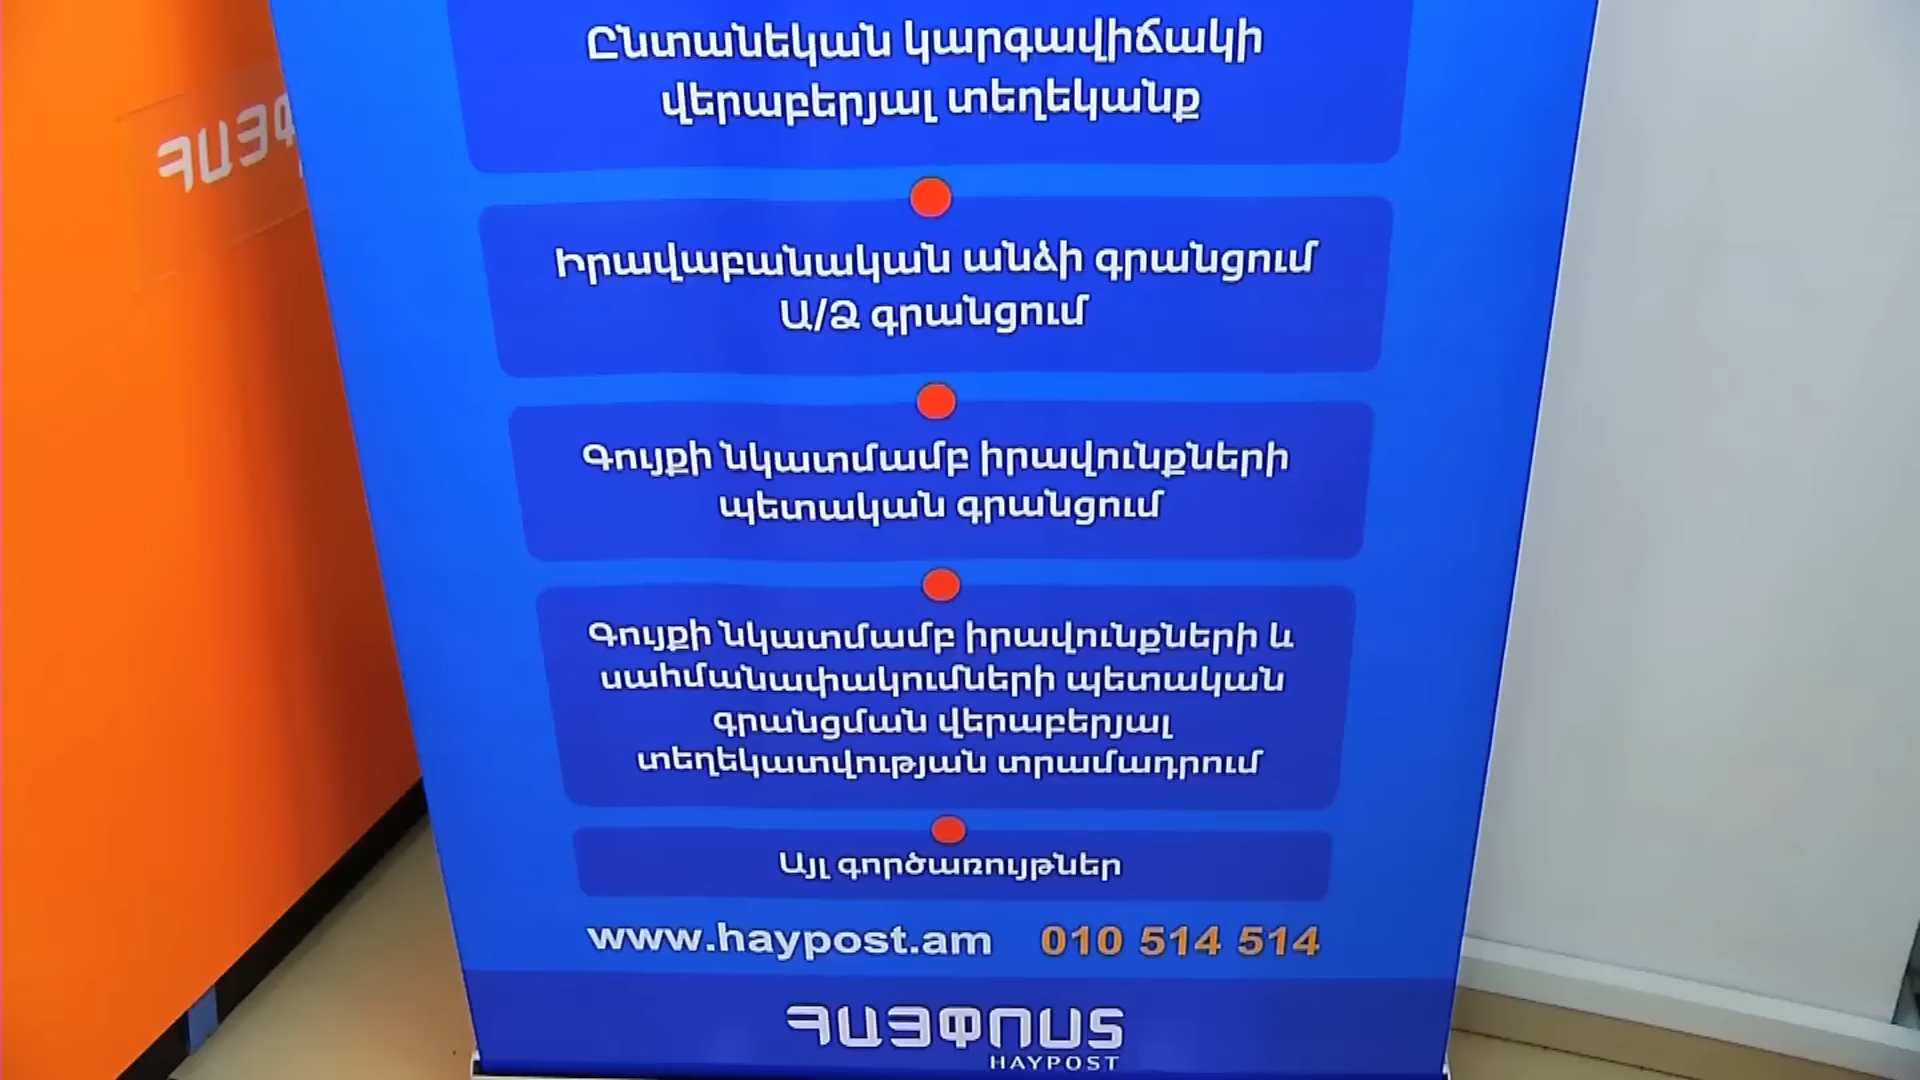 Ընտանեկան կարգավիճակի
վերաբերյալ տեղեկանք
Իրավաբանական անձի գրանցում
Ա/Ձ գրանցում
Գույքի նկատմամբ իրավունքների
պետական գրանցում
Գույքի նկատմամբ իրավունքների և
սահմանափակումների պետական
գրանցման վերաբերյալ
տեղեկատվության տրամադրում
Այլ գործառույթներ
www.haypost.am 010 514 514
ՀԱՅՓՈՍՏ
HAYPOST
ՀԱՅՓ